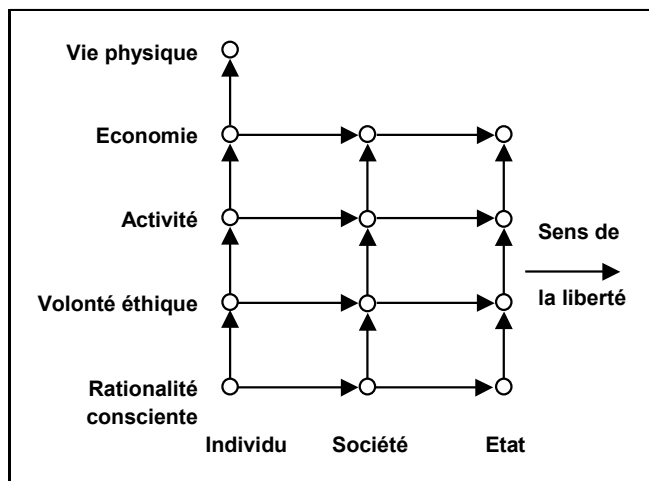 Vie physique
Economie
Activité
Sens de
la liberté
Volonté éthique
Rationalité
consciente
Individu Société Etat